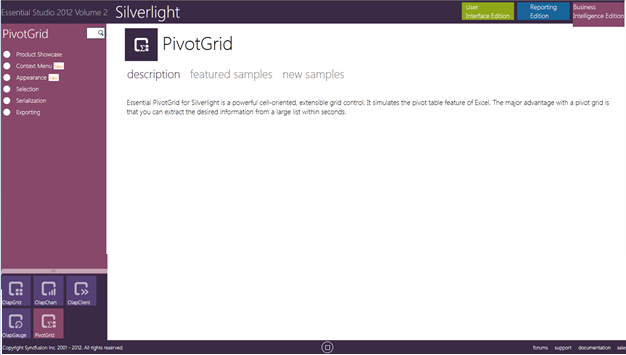 Essential Studio 2012 Volume 2 Silverlight
User Interface Edition
Reporting Edition
Business Intelligence Edition
PivotGrid
Product Showcase
Context Menu
Appearance
Selection
Serialization
Exporting
PivotGrid
description featured samples new samples
Essential PivotGrid for Silverlight is a powerful cell-oriented, extensible grid control. It simulates the pivot table feature of Excel. The major advantage with a pivot grid is
that you can extract the desired information from a large list within seconds.
OlapGrid OlapChart OlapClient
OlapGauge PivotGrid
Copyright Syncfusion Inc. 2001 - 2012. All rights reserved.
forums support documentation sale